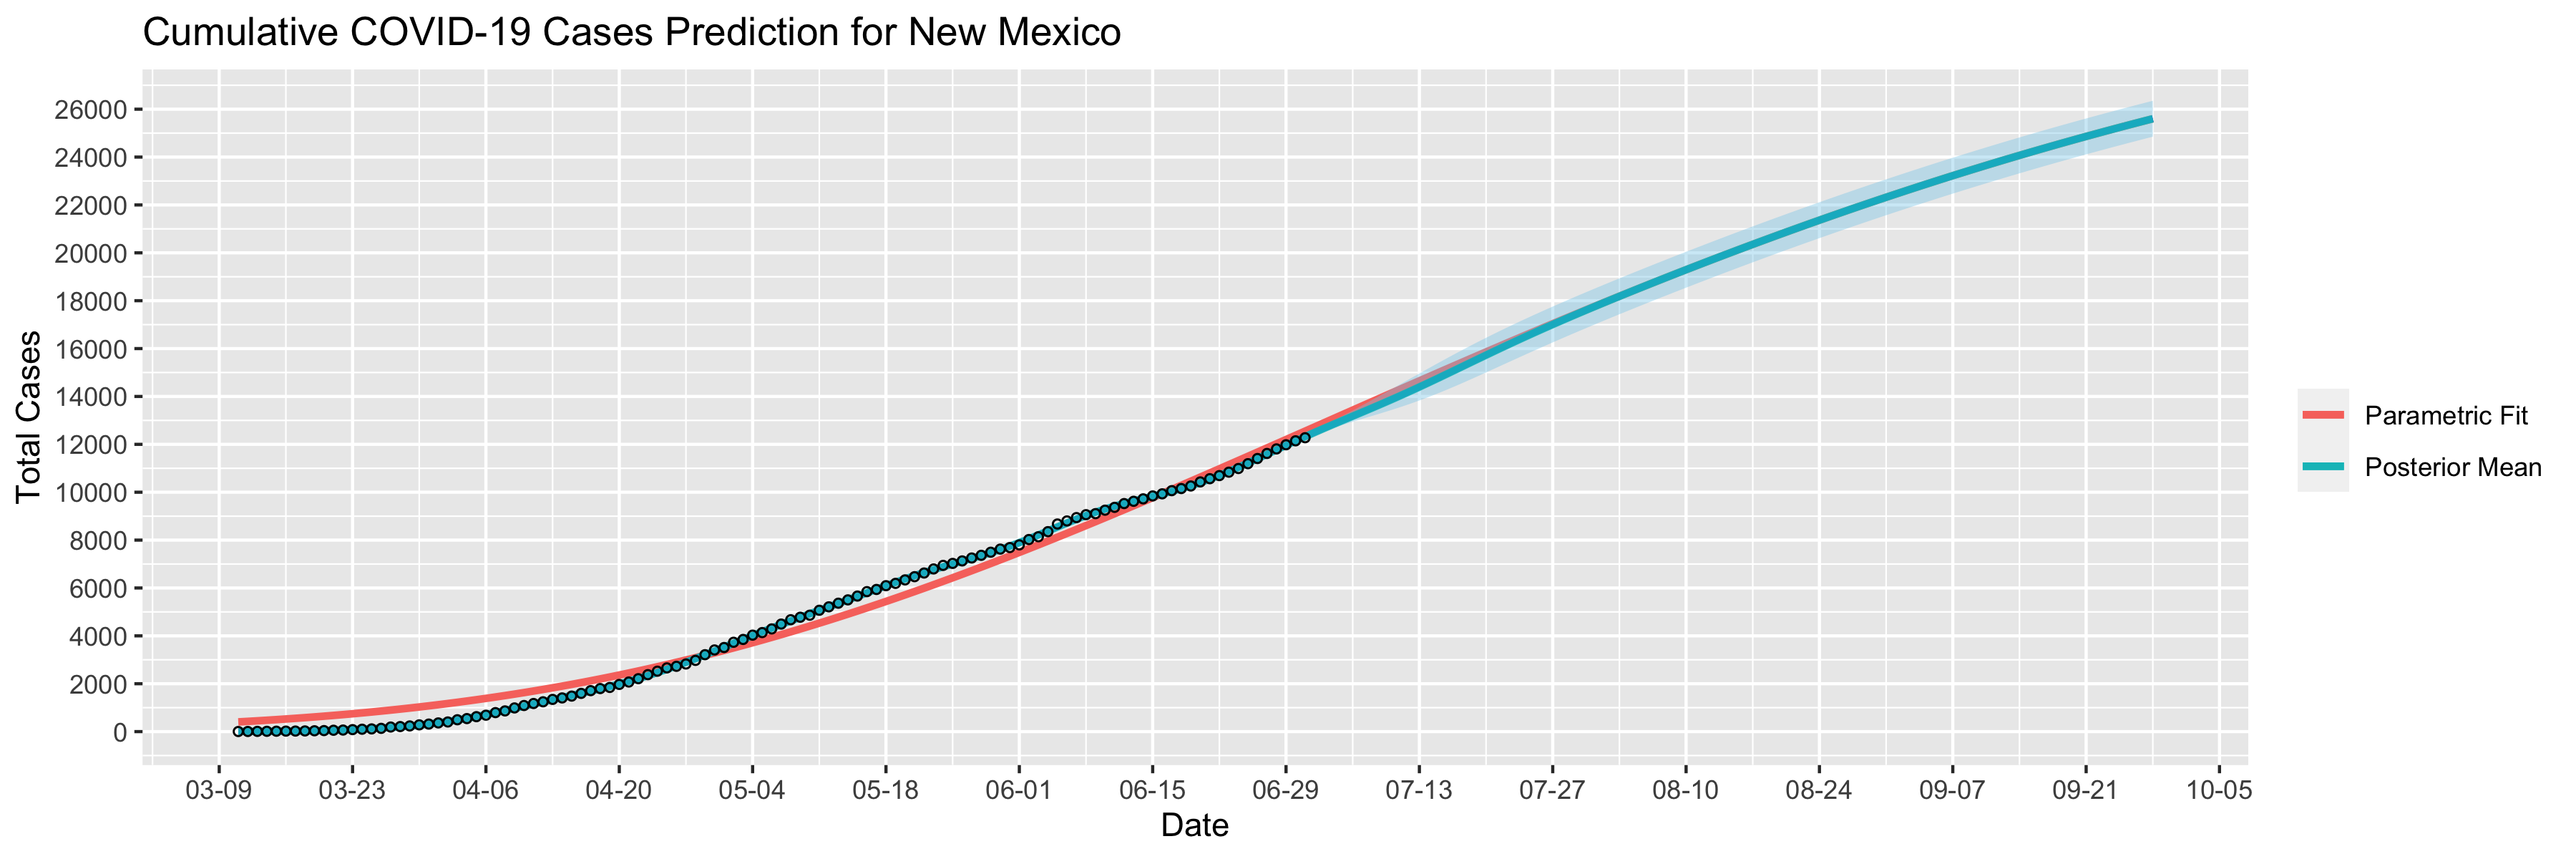 Cumulative COVID-19 Cases Prediction for New Mexico
26000
24000
22000
20000
18000
16000
14000
12000
10000
8000
6000
4000
2000
0
Total Cases
03-09 03-23 04-06 04-20 05-04 05-18 06-01 06-15 06-29 07-13 07-27 08-10 08-24 09-07 09-21 10-05
Date
Parametric Fit
Posterior Mean